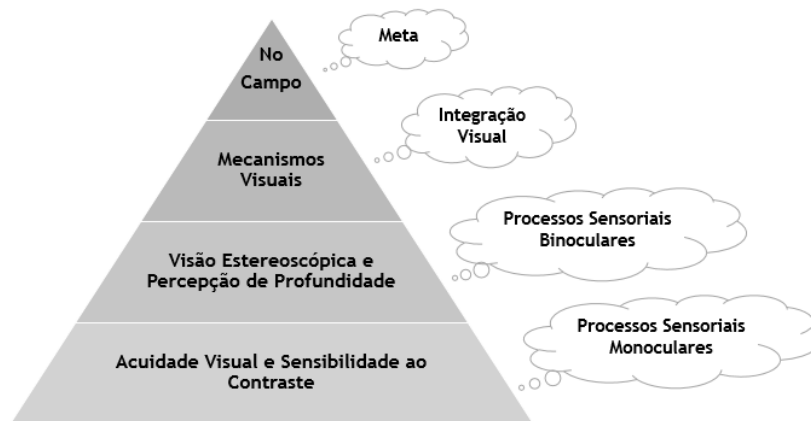 No
Campo
Meta
Mecanismos
Visuais
Integração
Visual
Visão Estereoscópica e
Percepção de Profundidade
Processos Sensoriais
Binoculares
Acuidade Visual e Sensibilidade ao
Contraste
Processos Sensoriais
Monoculares